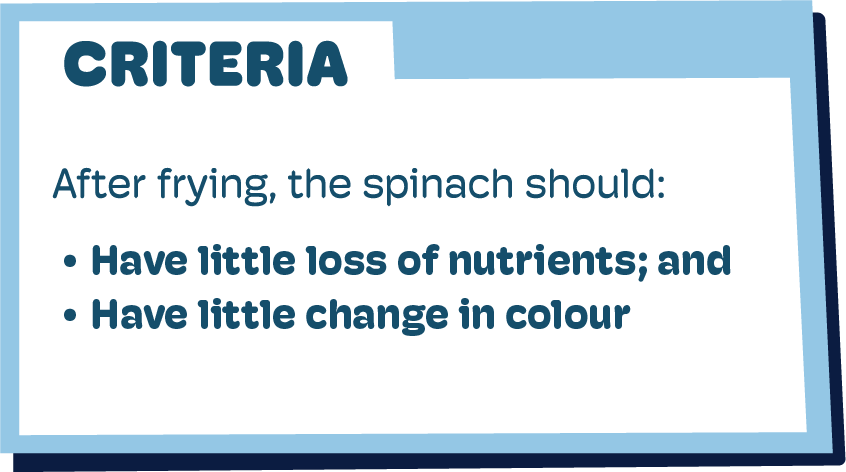 CRITERIA
After frying, the spinach should:
• Have little loss of nutrients; and
• Have little change in colour